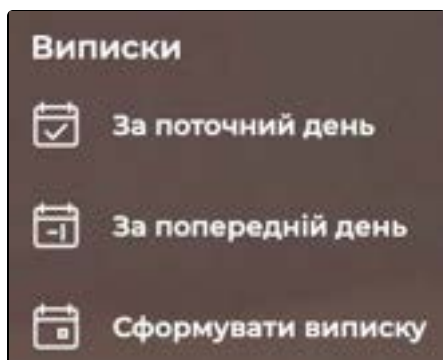 Виписки
За поточний день
За попередній день
Сформувати виписку